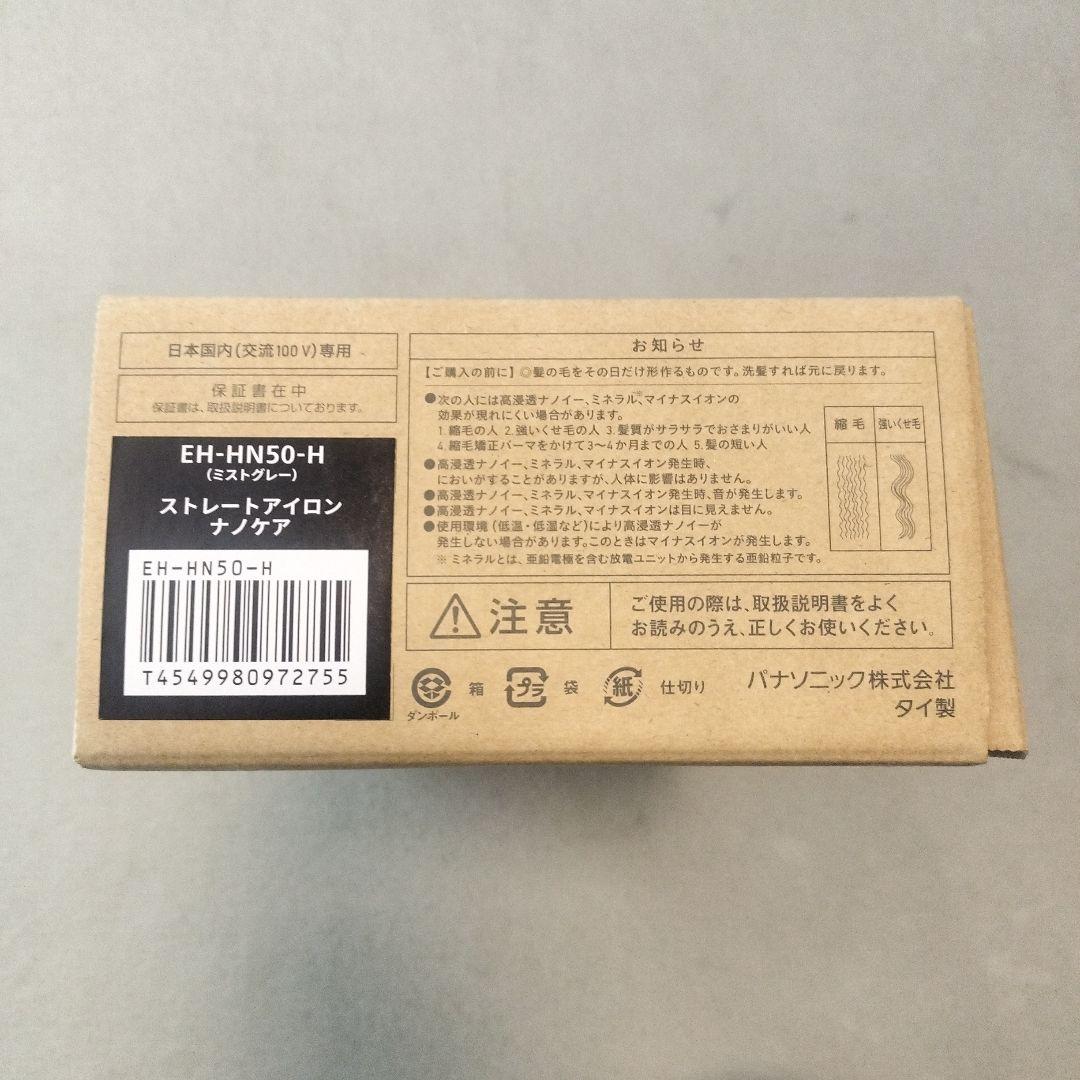 日本国内(交流100V)専用
保証書在中
保証書は、取扱説明書についております。
EH-HN50-H
(ミストグレー)
ストレートアイロン
ナノケア
EH-HN50-H
T4549980972755
お知らせ
【ご購入の前に】◎髪の毛をその日だけ形作るものです。洗髪すれば元に戻ります。
●次の人には高浸透ナノイー、ミネラル※、マイナスイオンの
効果が現れにくい場合があります。
1.縮毛の人 2.強いくせ毛の人 3.髪質がサラサラでおさまりがいい人
4.縮毛矯正パーマをかけて3〜4か月までの人 5.髪の短い人
●高浸透ナノイー、ミネラル、マイナスイオン発生時、
においがすることがありますが、人体に影響はありません。
●高浸透ナノイー、ミネラル、マイナスイオン発生時、音が発生します。
●高浸透ナノイー、ミネラル、マイナスイオンは目に見えません。
●使用環境(低温・低湿など)により高浸透ナノイーが
発生しない場合があります。このときはマイナスイオンが発生します。
※ ミネラルとは、亜鉛電極を含む放電ユニットから発生する亜鉛粒子です。
縮毛
強いくせ毛
注意
ご使用の際は、取扱説明書をよく
お読みのうえ、正しくお使いください。
ダンボール
箱
プラ
袋
紙
仕切り
パナソニック株式会社
タイ製